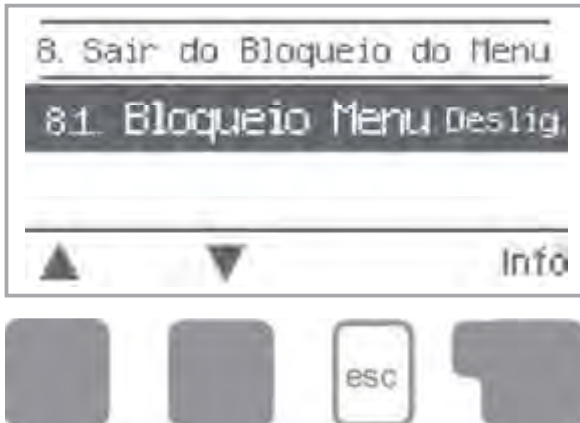 8. Sair do Bloqueio do Menu
8.1. Bloqueio Menu Deslig.
Info
esc